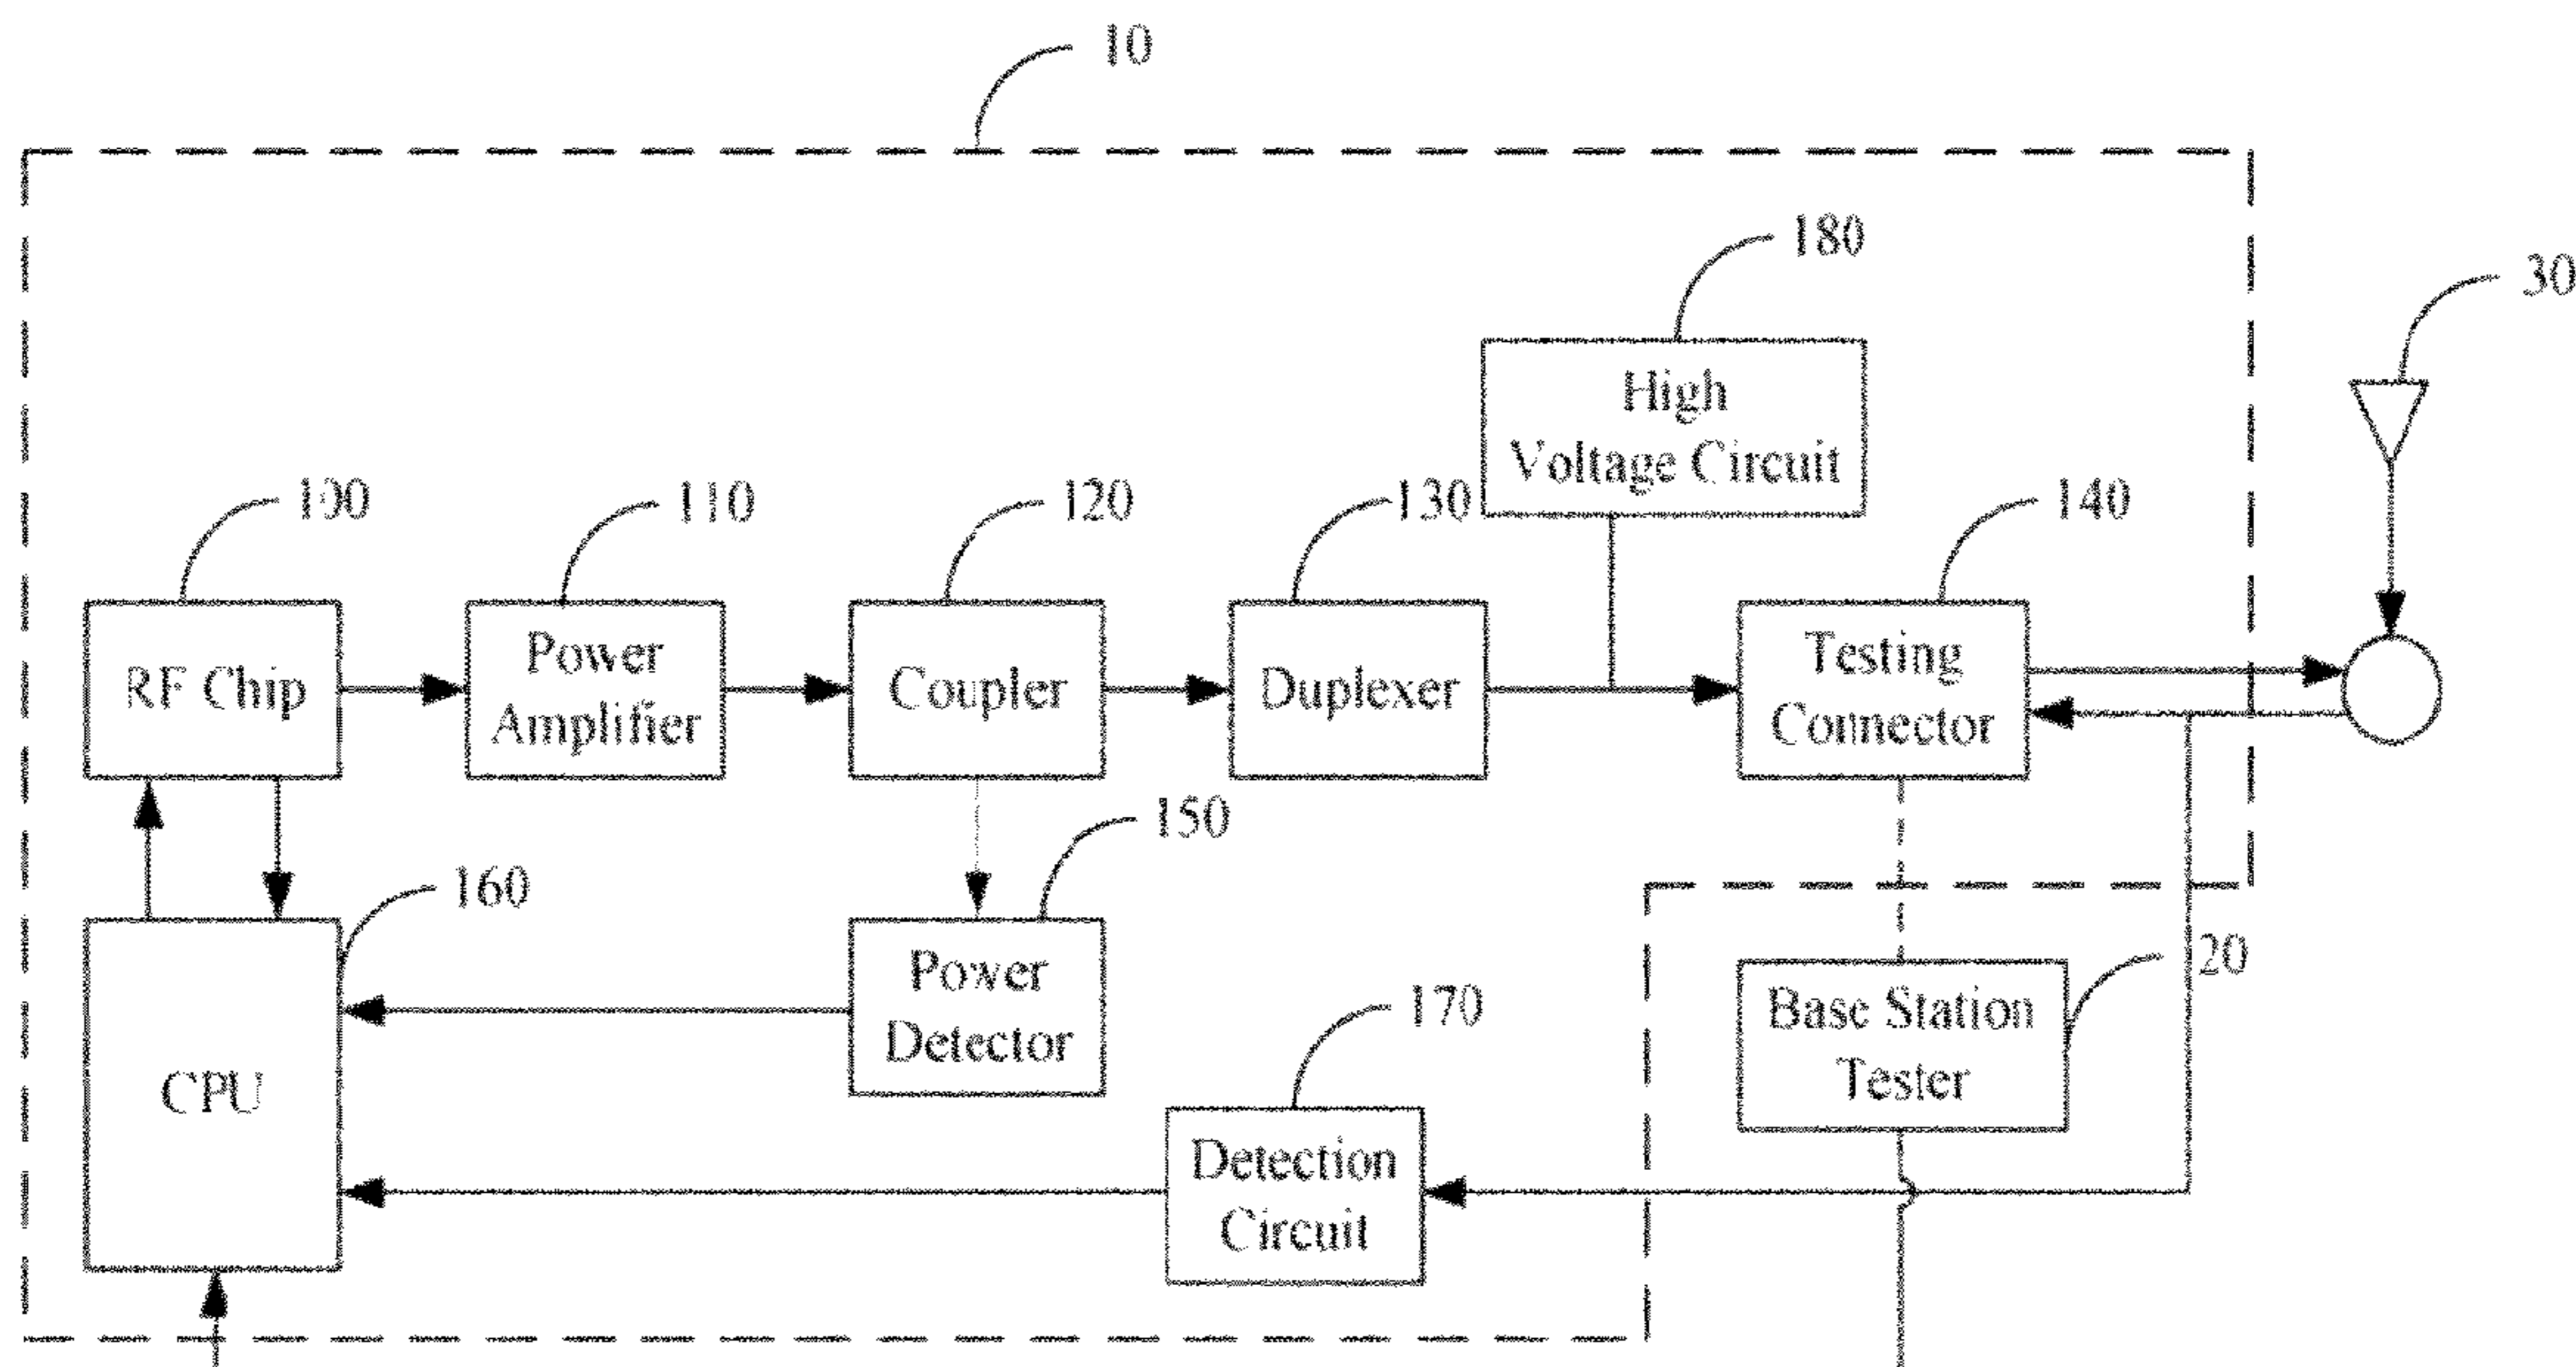 10
180
30
High
Voltage Circuit
100
110
120
130
140
RF Chip
Power
Amplifier
Coupler
Duplexer
Testing
Connector
150
160
CPU
Power
Detector
170
20
Base Station
Tester
Detection
Circuit